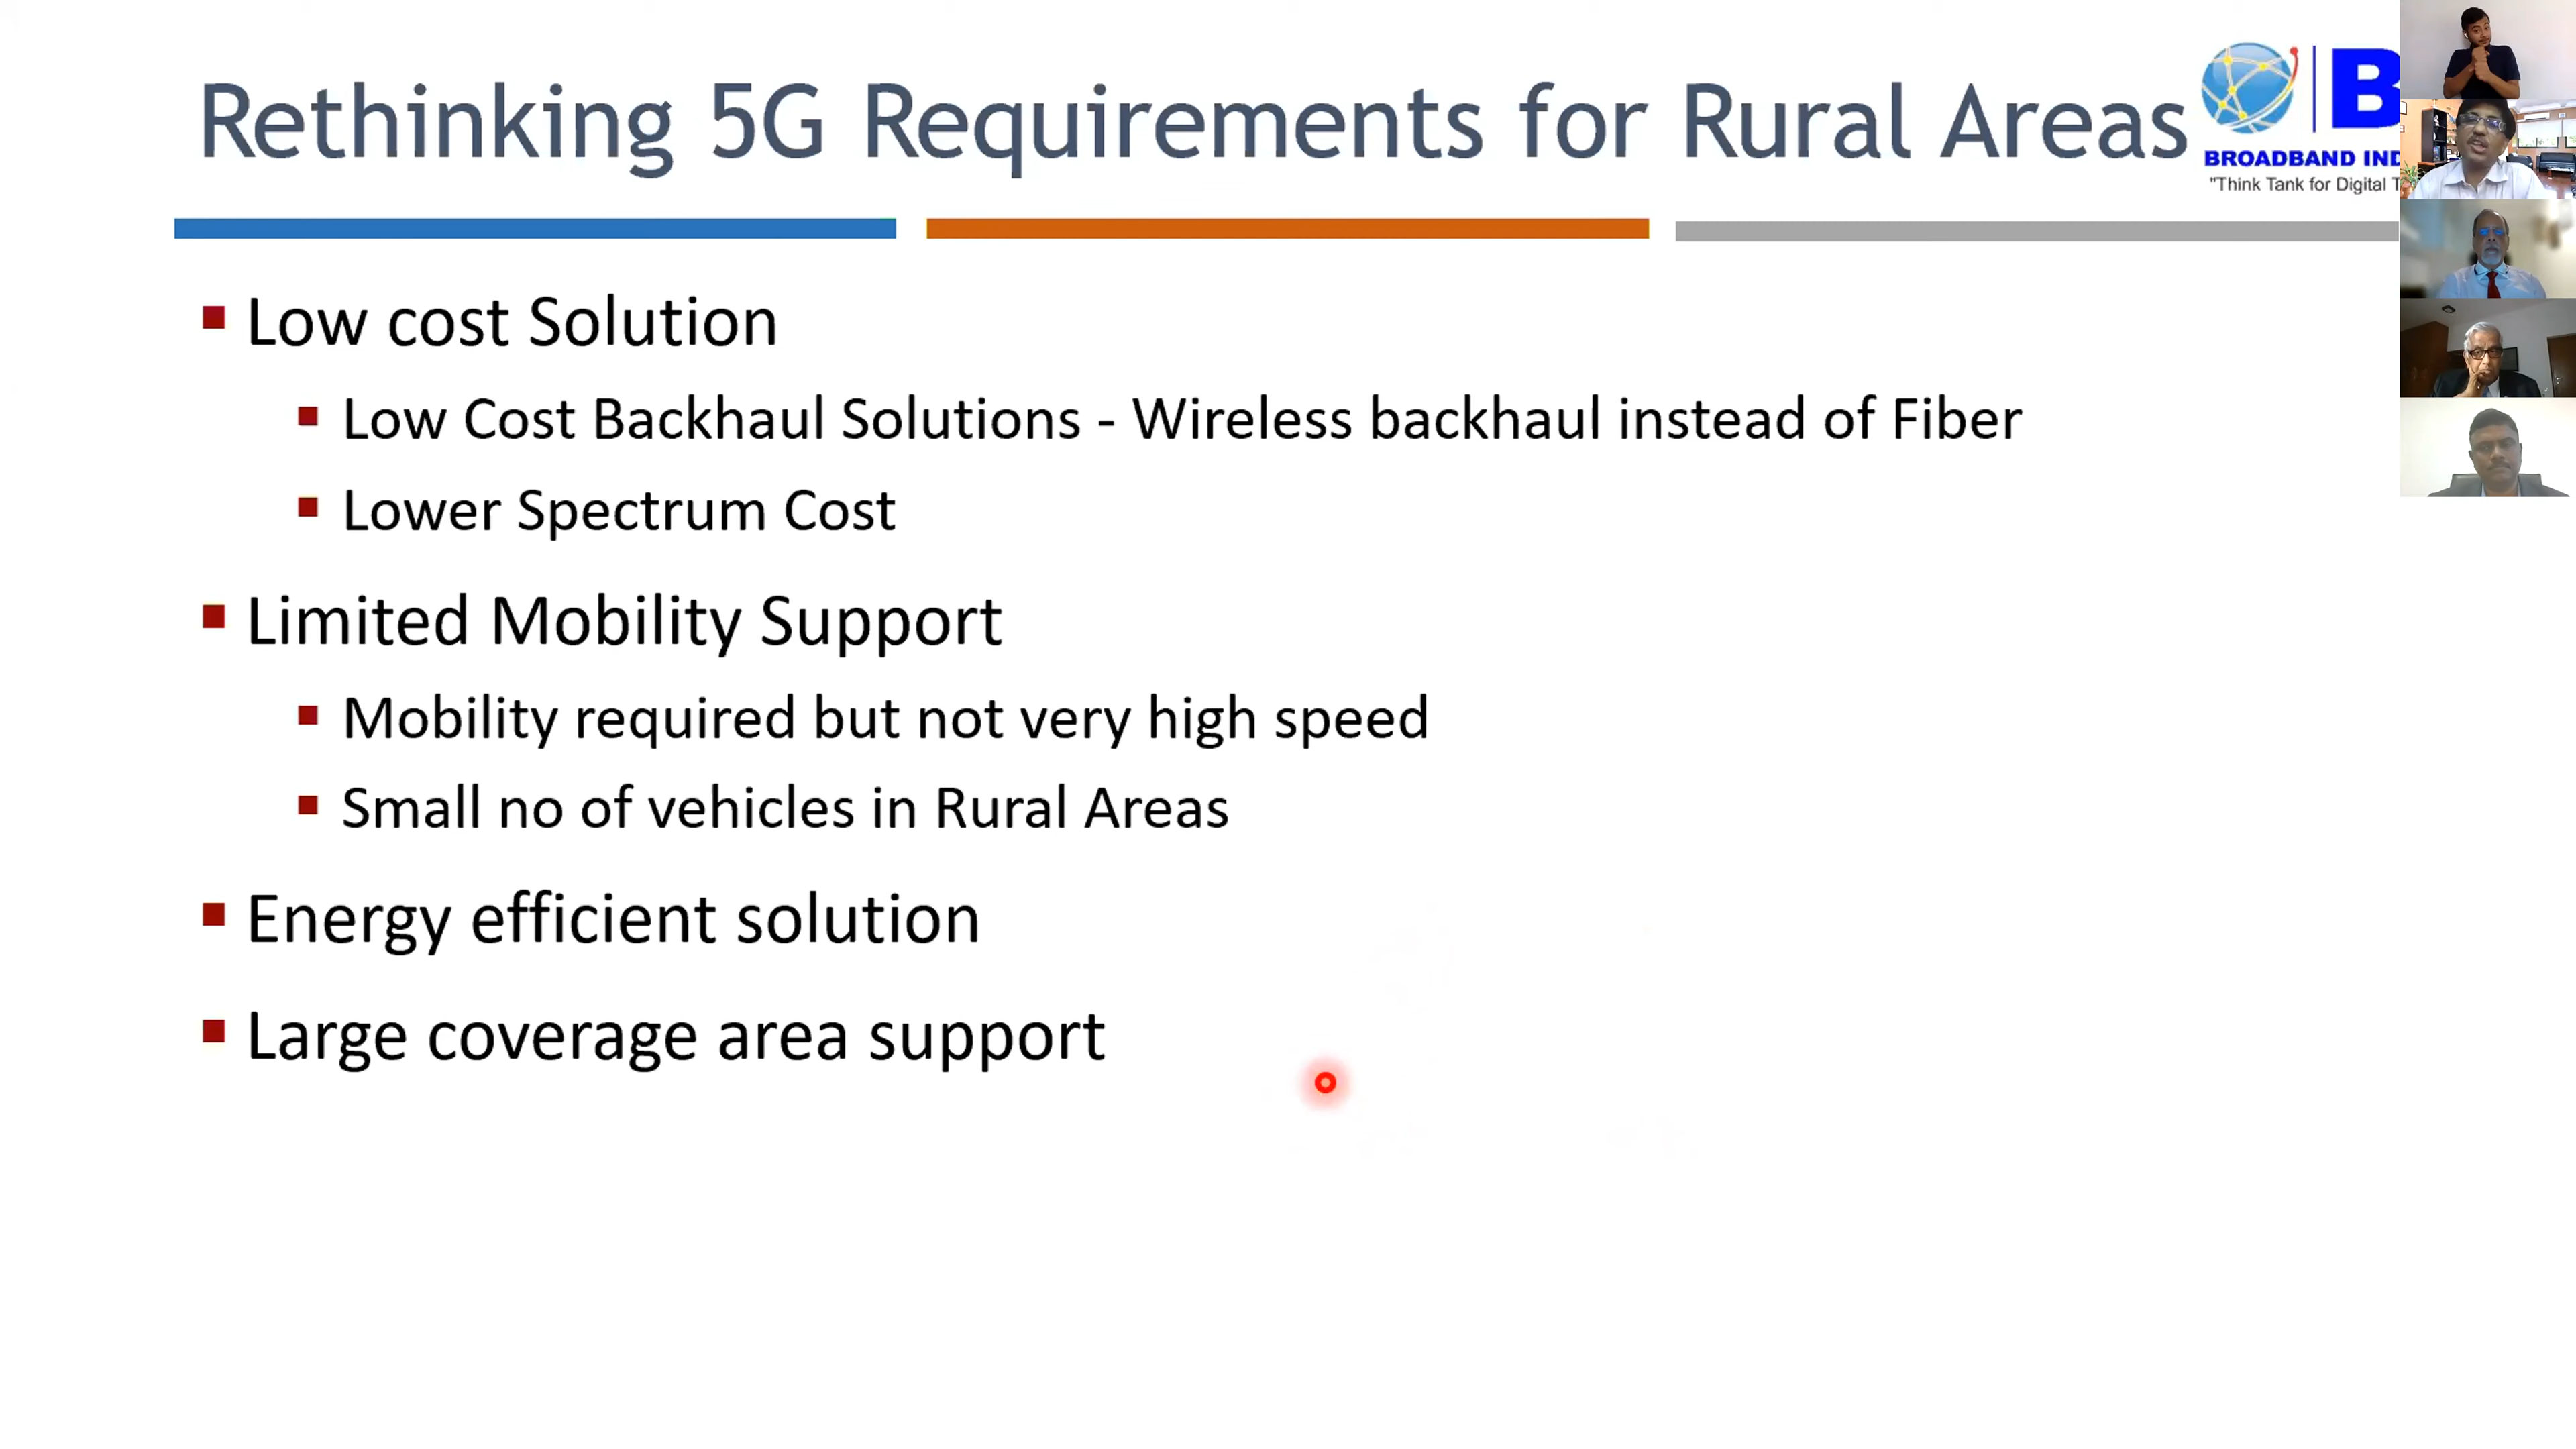 Rethinking 5G Requirements for Rural Areas
B
BROADBAND IND
"Think Tank for Digital T
Low cost Solution
Low Cost Backhaul Solutions - Wireless backhaul instead of Fiber
Lower Spectrum Cost
Limited Mobility Support
Mobility required but not very high speed
Small no of vehicles in Rural Areas
Energy efficient solution
Large coverage area support